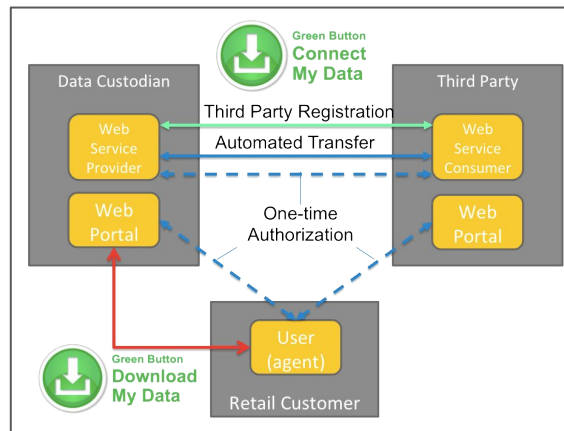 Green Button
Connect
My Data
Data Custodian
Third Party
Third Party Registration
Web
Service
Provider
Automated Transfer
Web
Service
Consumer
Web
Portal
One-time
Authorization
Web
Portal
User
(agent)
Green Button
Download
My Data
Retail Customer